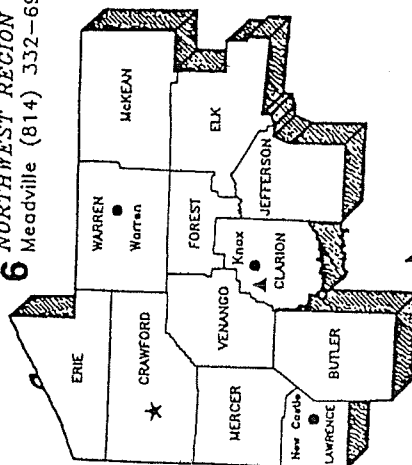 6 NORTHWEST REGION
Meadville (814) 332-69
McKEAN
ELK
WARREN
Warren
FOREST
JEFFERSON
Knox
CLARION
ERIE
CRAWFORD
VENANGO
MERCER
BUTLER
New Castle
LAWRENCE